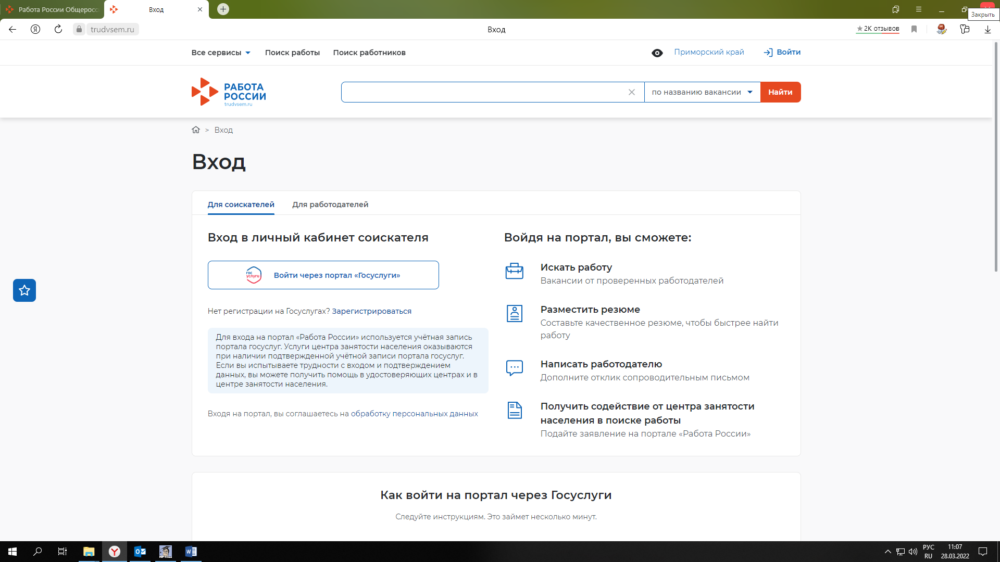 Работа России Общеросс
Вход
Закрыть
trudvsem.ru
Вход
2К отзывов
Все сервисы
Поиск работы
Поиск работников
Приморский край
Войти
РАБОТА
РОССИИ
trudvsem.ru
по названию вакансии
Найти
> Вход
Вход
Для соискателей
Для работодателей
Вход в личный кабинет соискателя
гос
услуги
Войти через портал «Госуслуги»
Нет регистрации на Госуслугах? Зарегистрироваться
Для входа на портал «Работа России» используется учётная запись
портала госуслуг. Услуги центра занятости населения оказываются
при наличии подтвержденной учётной записи портала госуслуг.
Если вы испытываете трудности с входом и подтверждением
данных, вы можете получить помощь в удостоверяющих центрах и в
центре занятости населения.
Входя на портал, вы соглашаетесь на обработку персональных данных
Войдя на портал, вы сможете:
Искать работу
Вакансии от проверенных работодателей
Разместить резюме
Составьте качественное резюме, чтобы быстрее найти
работу
Написать работодателю
Дополните отклик сопроводительным письмом
Получить содействие от центра занятости
населения в поиске работы
Подайте заявление на портале «Работа России»
Как войти на портал через Госуслуги
Следуйте инструкциям. Это займет несколько минут.
РУС
RU
11:07
28.03.2022